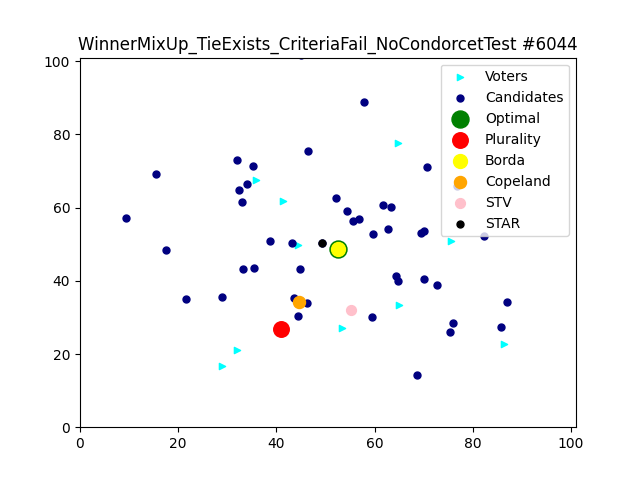 WinnerMixUp_TieExists_CriteriaFail_NoCondorcetTest #6044
100
80
60
40
20
0
0 20 40 60 80 100
Voters
Candidates
Optimal
Plurality
Borda
Copeland
STV
STAR